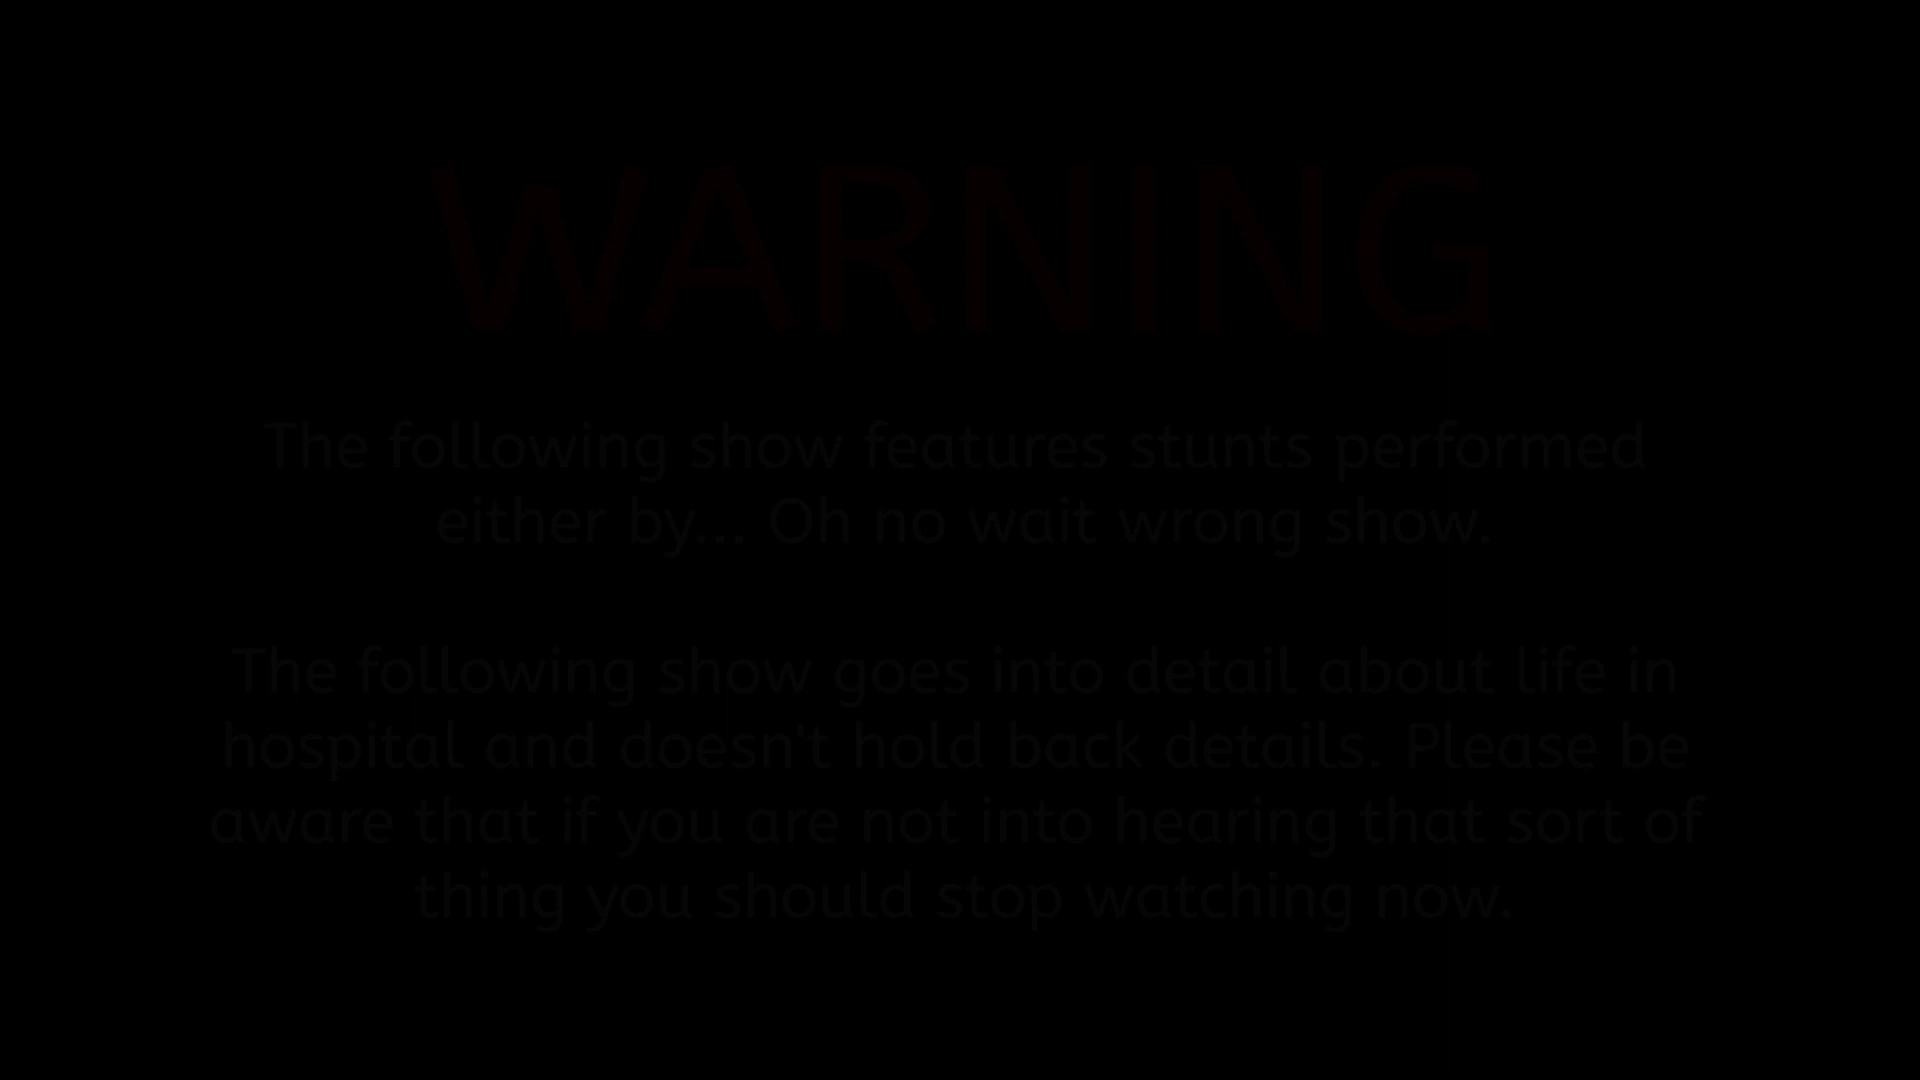 WARNING
The following show features stunts performed
either by... Oh no wait wrong show.
The following show goes into detail about life in
hospital and doesn't hold back details. Please be
aware that if you are not into hearing that sort of
thing you should stop watching now.